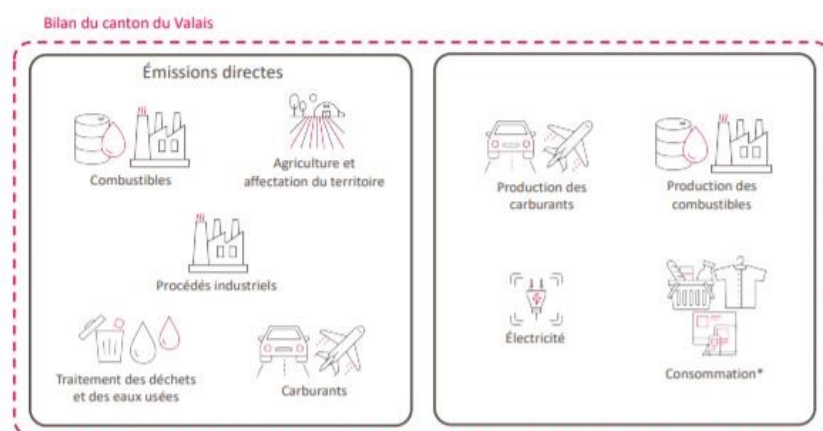 Bilan du canton du Valais
Émissions directes
Combustibles
Agriculture et
affectation du territoire
Procédés industriels
Traitement des déchets
et des eaux usées
Carburants
Production des
carburants
Production des
combustibles
Électricité
Consommation*